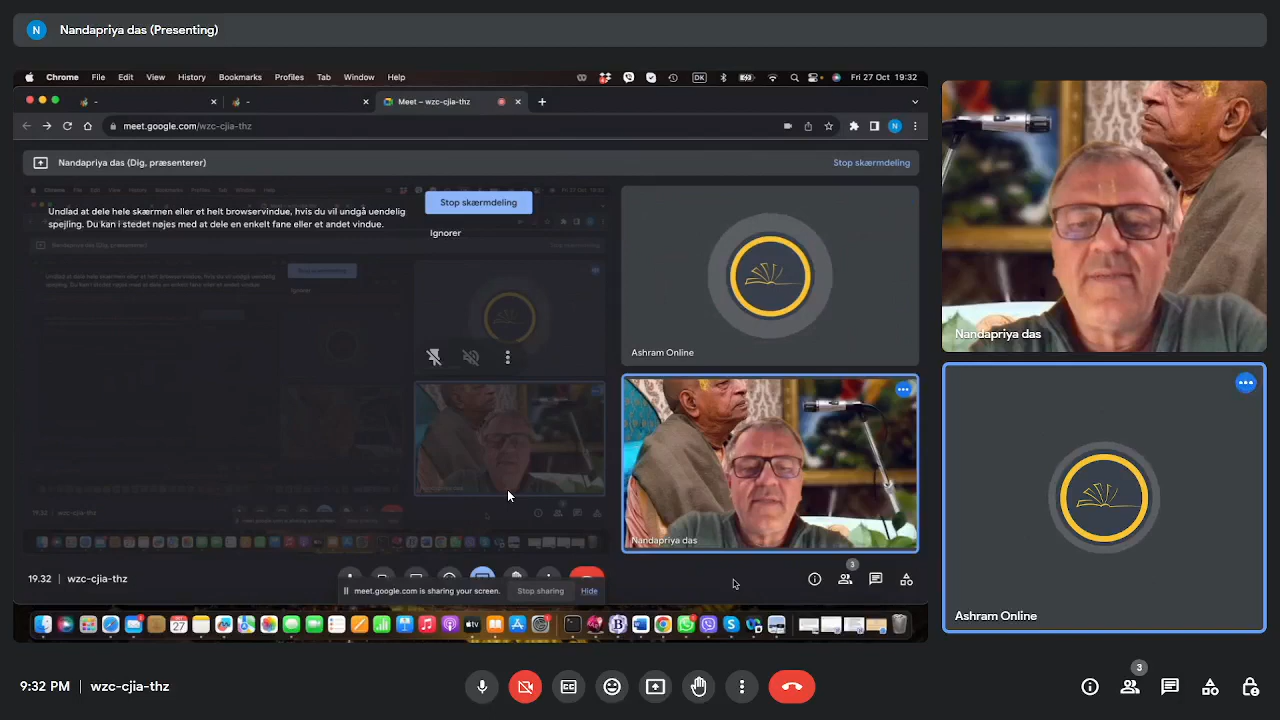 N Nandapriya das (Presenting)
Chrome File Edit View History Bookmarks Profiles Tab Window Help DK Fri 27 Oct 19:32
- - Meet – wzc-cjia-thz
meet.google.com/wzc-cjia-thz N
Nandapriya das (Dig, præsenterer) Stop skærmdeling
Undlad at dele hele skærmen eller et helt browservindue, hvis du vil undgå uendelig
spejling. Du kan i stedet nøjes med at dele en enkelt fane eller et andet vindue.
Stop skærmdeling
Ignorer
Ashram Online
Nandapriya das
19.32 wzc-cjia-thz
meet.google.com is sharing your screen. Stop sharing Hide
3
27
Nandapriya das
Ashram Online
9:32 PM wzc-cjia-thz
3